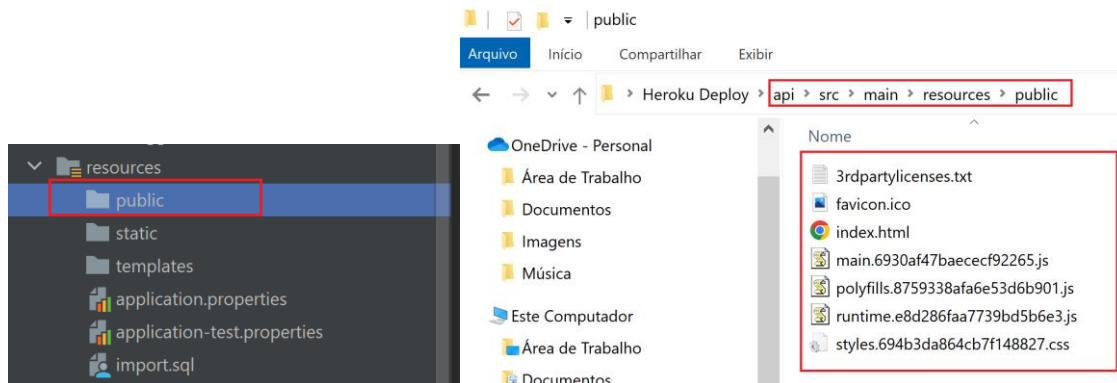 resources
public
static
templates
application.properties
application-test.properties
import.sql
public
Arquivo Início Compartilhar Exibir
Heroku Deploy > api > src > main > resources > public
OneDrive - Personal
Área de Trabalho
Documentos
Imagens
Música
Este Computador
Área de Trabalho
Documentos
Nome
3rdpartylicenses.txt
favicon.ico
index.html
main.6930af47baececf92265.js
polyfills.8759338afa6e53d6b901.js
runtime.e8d286faa7739bd5b6e3.js
styles.694b3da864cb7f148827.css